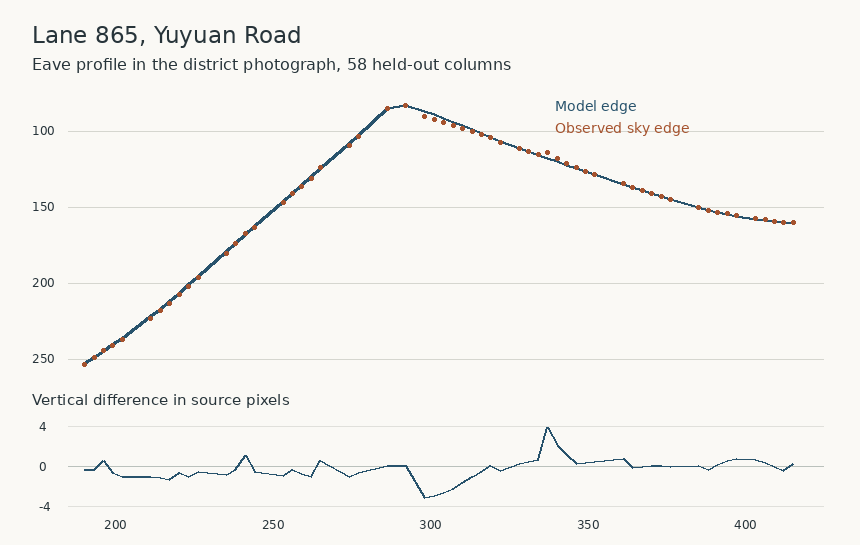 Lane 865, Yuyuan Road
Eave profile in the district photograph, 58 held-out columns
Model edge
Observed sky edge
100
150
200
250
Vertical difference in source pixels
4
0
-4
200 250 300 350 400